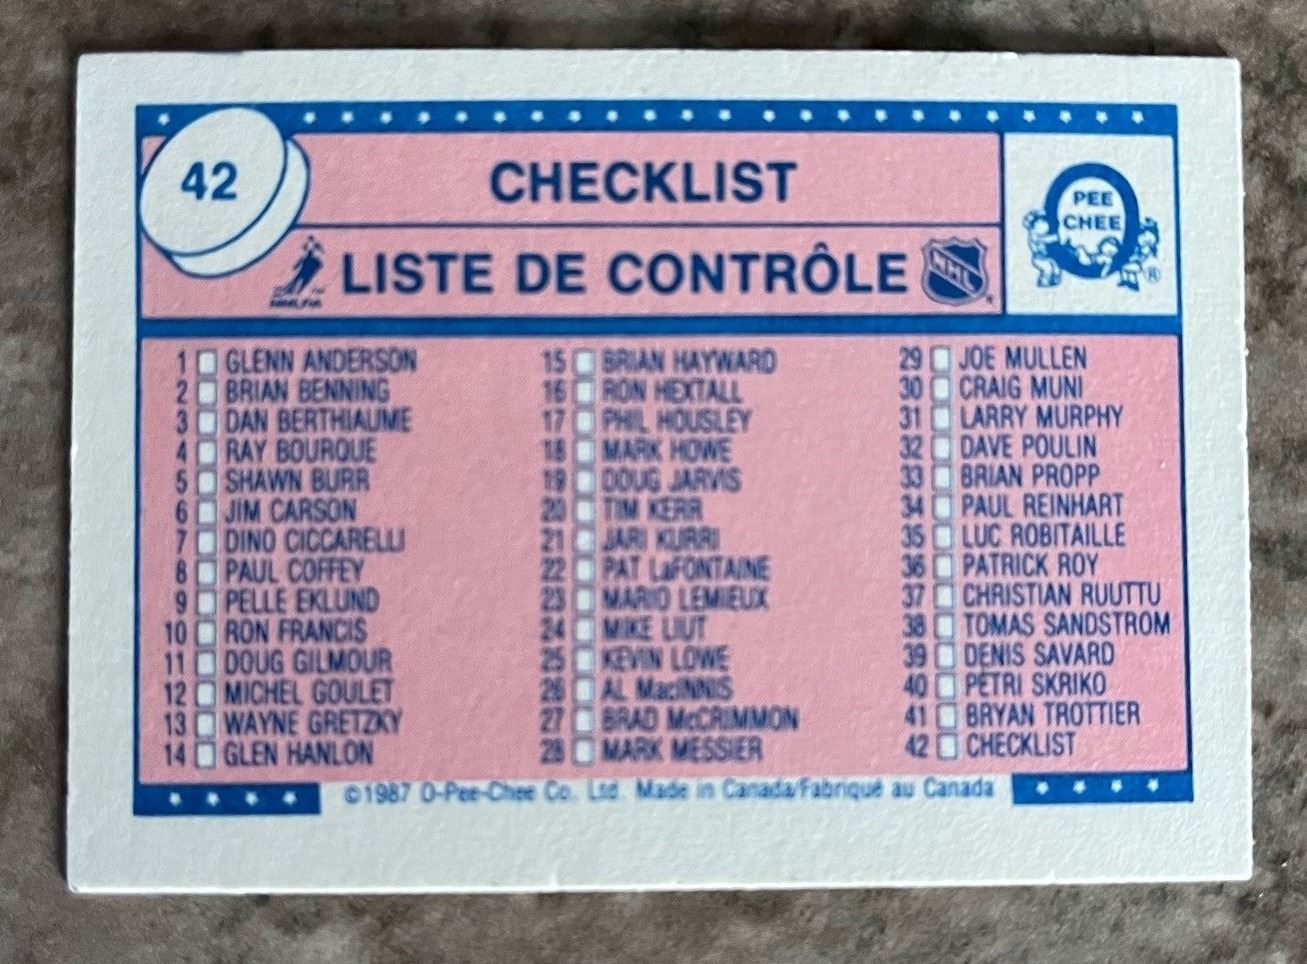 42
CHECKLIST
LISTE DE CONTRÔLE
NHLPA
NHL
PEE
CHEE
1 GLENN ANDERSON
2 BRIAN BENNING
3 DAN BERTHIAUME
4 RAY BOURQUE
5 SHAWN BURR
6 JIM CARSON
7 DINO CICCARELLI
8 PAUL COFFEY
9 PELLE EKLUND
10 RON FRANCIS
11 DOUG GILMOUR
12 MICHEL GOULET
13 WAYNE GRETZKY
14 GLEN HANLON
15 BRIAN HAYWARD
16 RON HEXTALL
17 PHIL HOUSLEY
18 MARK HOWE
19 DOUG JARVIS
20 TIM KERR
21 JARI KURRI
22 PAT LaFONTAINE
23 MARIO LEMIEUX
24 MIKE LIUT
25 KEVIN LOWE
26 AL MacINNIS
27 BRAD McCRIMMON
28 MARK MESSIER
29 JOE MULLEN
30 CRAIG MUNI
31 LARRY MURPHY
32 DAVE POULIN
33 BRIAN PROPP
34 PAUL REINHART
35 LUC ROBITAILLE
36 PATRICK ROY
37 CHRISTIAN RUUTTU
38 TOMAS SANDSTROM
39 DENIS SAVARD
40 PETRI SKRIKO
41 BRYAN TROTTIER
42 CHECKLIST
©1987 O-Pee-Chee Co. Ltd. Made in Canada/Fabriqué au Canada